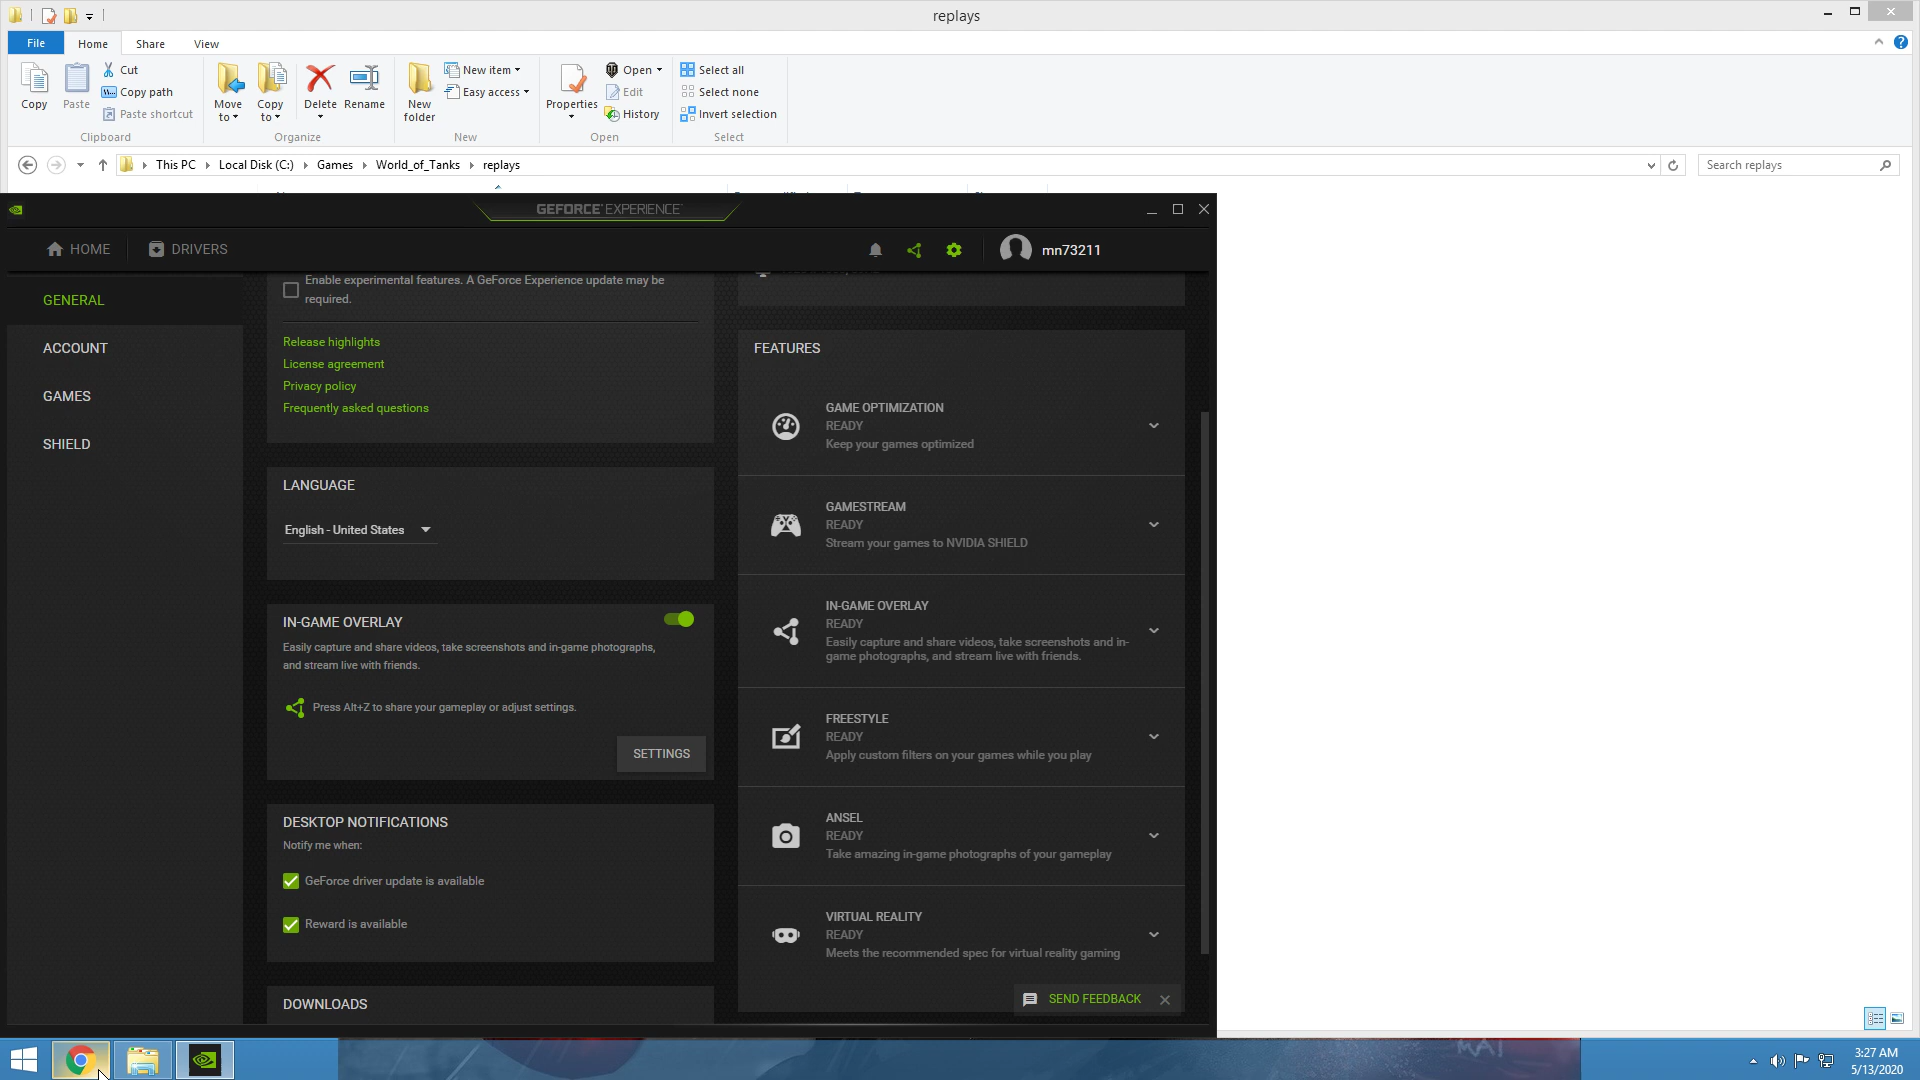 replays
File
Home
Share
View
Copy
Paste
Cut
Copy path
Paste shortcut
Clipboard
Move to
Copy to
Delete
Rename
Organize
New folder
New item
Easy access
New
Properties
Open
Edit
History
Open
Select all
Select none
Invert selection
Select
This PC
Local Disk (C:)
Games
World_of_Tanks
replays
Search replays
GEFORCE EXPERIENCE
HOME
DRIVERS
mn73211
GENERAL
ACCOUNT
GAMES
SHIELD
Enable experimental features. A GeForce Experience update may be
required.
Release highlights
License agreement
Privacy policy
Frequently asked questions
LANGUAGE
English - United States
IN-GAME OVERLAY
Easily capture and share videos, take screenshots and in-game photographs,
and stream live with friends.
Press Alt+Z to share your gameplay or adjust settings.
SETTINGS
DESKTOP NOTIFICATIONS
Notify me when:
GeForce driver update is available
Reward is available
DOWNLOADS
FEATURES
GAME OPTIMIZATION
READY
Keep your games optimized
GAMESTREAM
READY
Stream your games to NVIDIA SHIELD
IN-GAME OVERLAY
READY
Easily capture and share videos, take screenshots and in-
game photographs, and stream live with friends.
FREESTYLE
READY
Apply custom filters on your games while you play
ANSEL
READY
Take amazing in-game photographs of your gameplay
VIRTUAL REALITY
READY
Meets the recommended spec for virtual reality gaming
SEND FEEDBACK
3:27 AM
5/13/2020